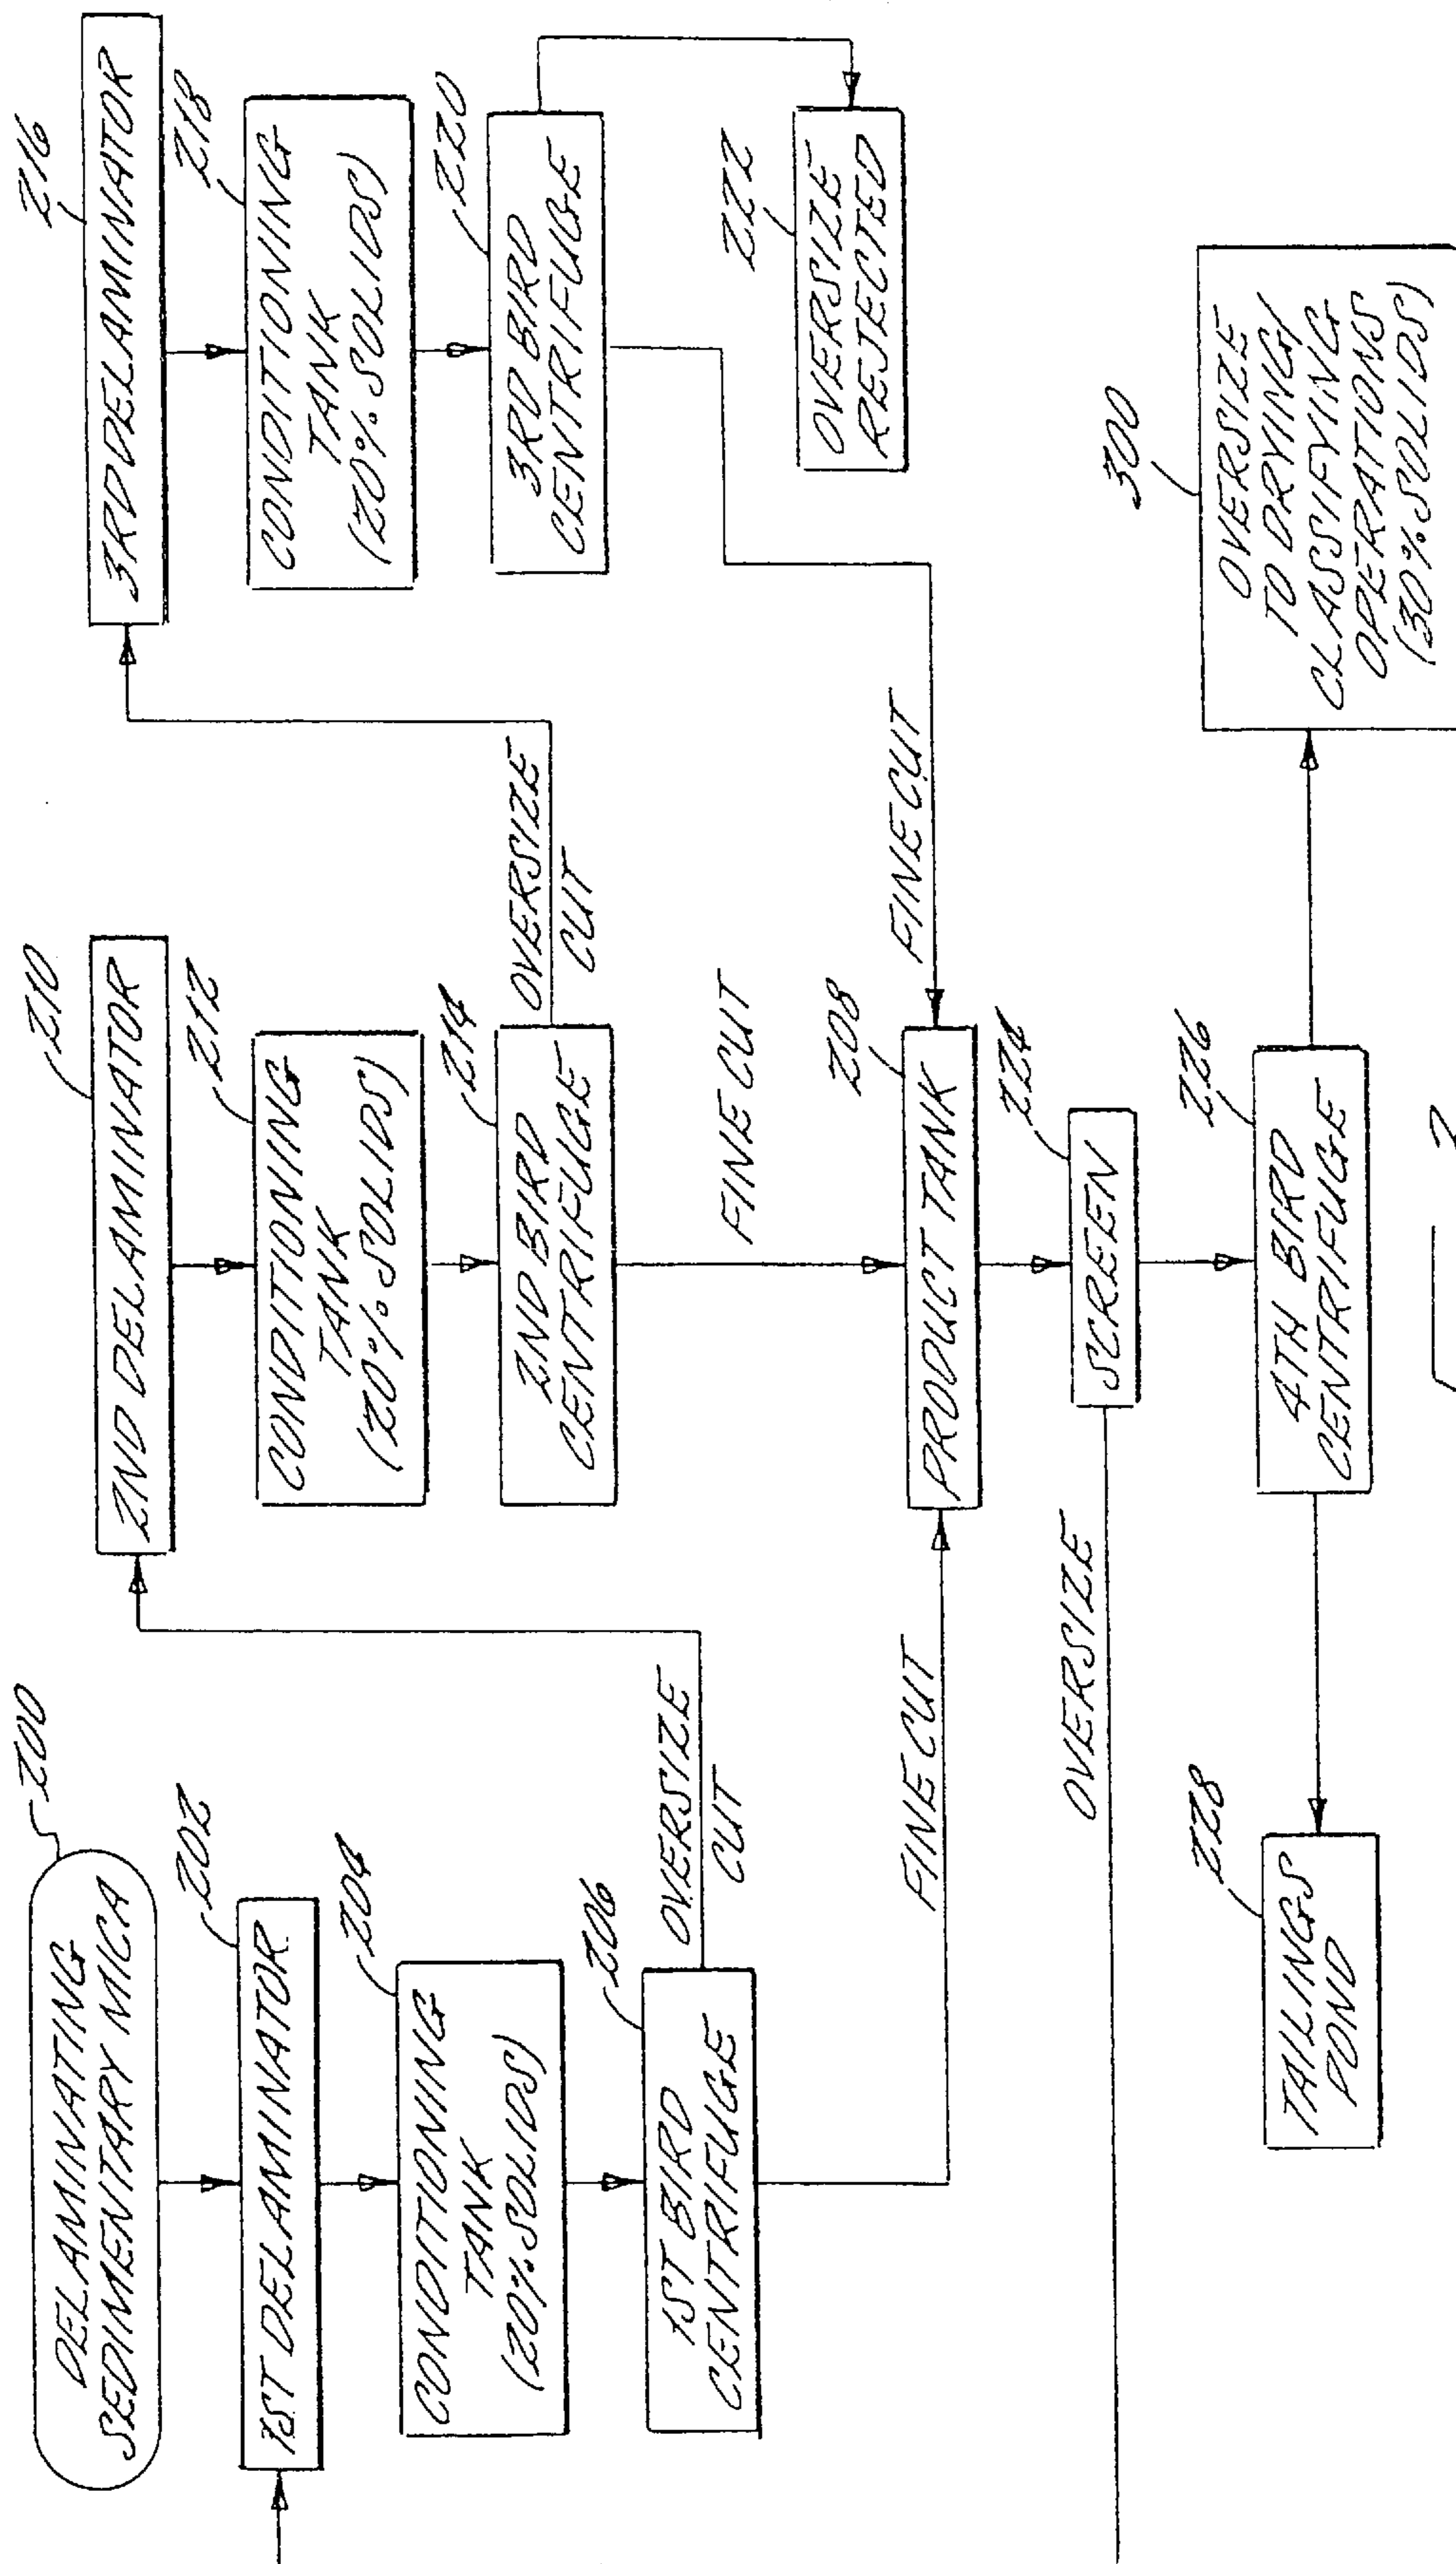 200
DELAMINATING
SEDIMENTARY MICA
202
1ST DELAMINATOR
204
CONDITIONING
TANK
(20% SOLIDS)
206
1ST BIRD
CENTRIFUGE
OVERSIZE
CUT
FINE CUT
210
2ND DELAMINATOR
212
CONDITIONING
TANK
(20% SOLIDS)
214
2ND BIRD
CENTRIFUGE
OVERSIZE
CUT
FINE CUT
216
3RD DELAMINATOR
218
CONDITIONING
TANK
(20% SOLIDS)
220
3RD BIRD
CENTRIFUGE
222
OVERSIZE
REJECTED
FINE CUT
208
PRODUCT TANK
224
SCREEN
OVERSIZE
226
4TH BIRD
CENTRIFUGE
228
TAILINGS
POND
300
OVERSIZE
TO DRYING/
CLASSIFYING
OPERATIONS
(30% SOLIDS)